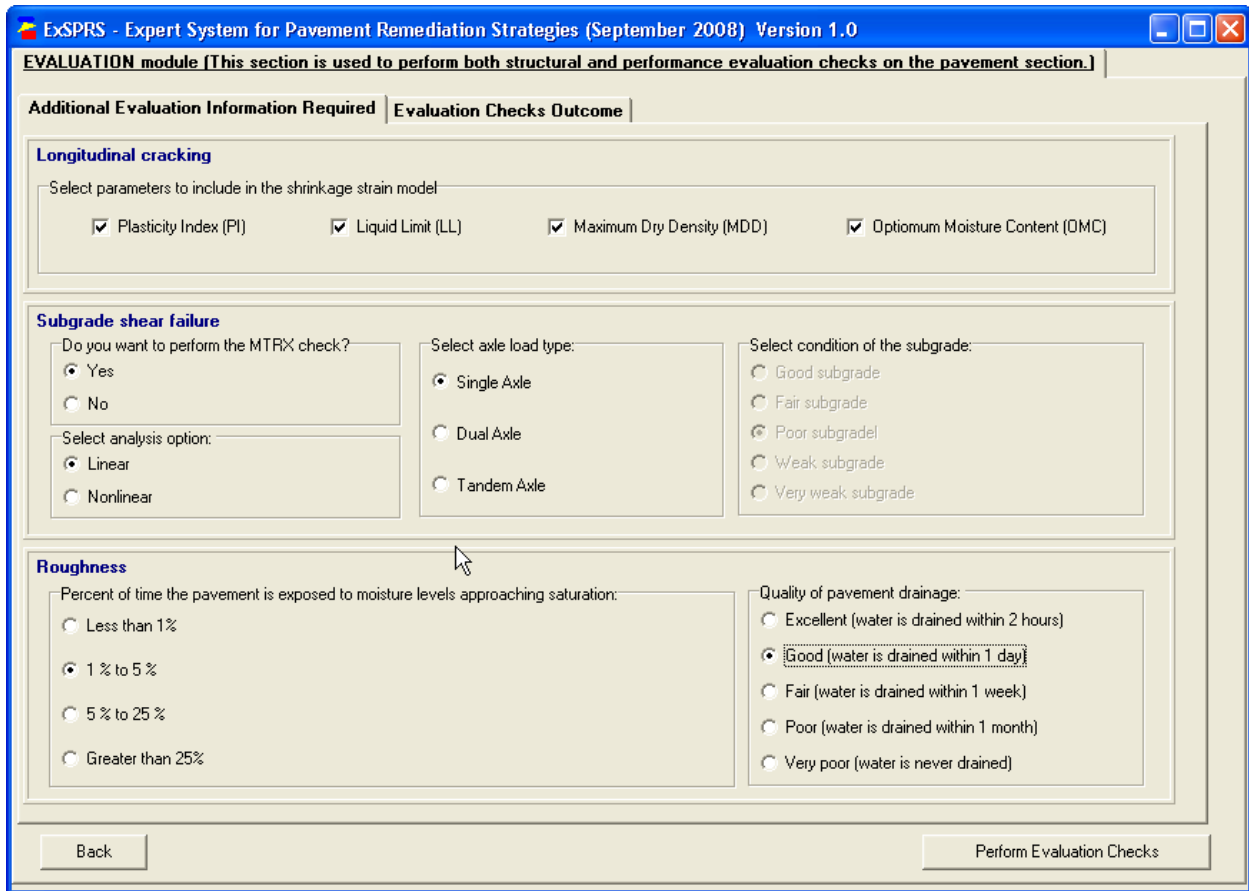 ExSPRS - Expert System for Pavement Remediation Strategies (September 2008) Version 1.0
EVALUATION module (This section is used to perform both structural and performance evaluation checks on the pavement section.)
Additional Evaluation Information Required
Evaluation Checks Outcome
Longitudinal cracking
Select parameters to include in the shrinkage strain model
Plasticity Index (PI)
Liquid Limit (LL)
Maximum Dry Density (MDD)
Optiomum Moisture Content (OMC)
Subgrade shear failure
Do you want to perform the MTRX check?
Yes
No
Select analysis option:
Linear
Nonlinear
Select axle load type:
Single Axle
Dual Axle
Tandem Axle
Select condition of the subgrade:
Good subgrade
Fair subgrade
Poor subgradel
Weak subgrade
Very weak subgrade
Roughness
Percent of time the pavement is exposed to moisture levels approaching saturation:
Less than 1%
1 % to 5 %
5 % to 25 %
Greater than 25%
Quality of pavement drainage:
Excellent (water is drained within 2 hours)
Good (water is drained within 1 day)
Fair (water is drained within 1 week)
Poor (water is drained within 1 month)
Very poor (water is never drained)
Back
Perform Evaluation Checks